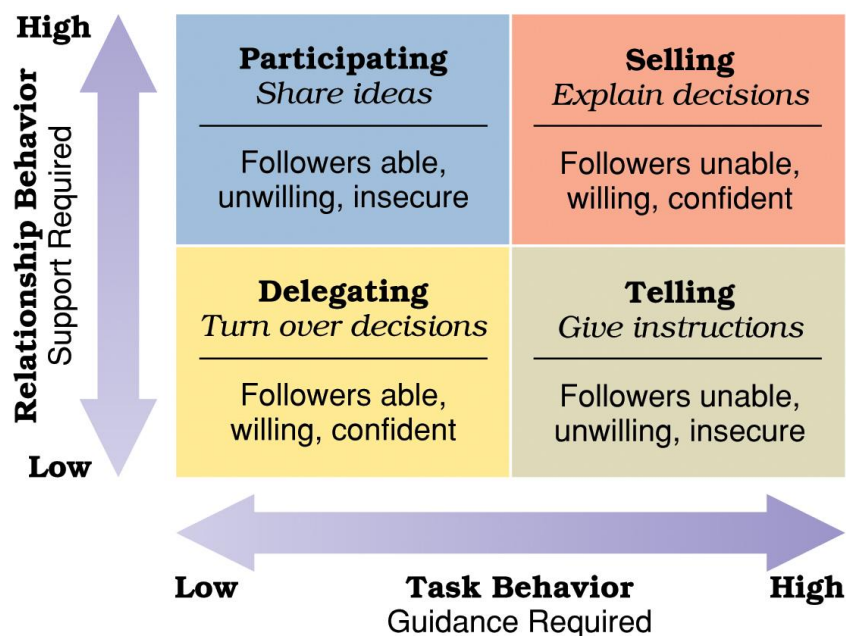 High
Relationship Behavior
Support Required
Low
Participating
Share ideas
Followers able,
unwilling, insecure
Selling
Explain decisions
Followers unable,
willing, confident
Delegating
Turn over decisions
Followers able,
willing, confident
Telling
Give instructions
Followers unable,
unwilling, insecure
Low
Task Behavior
High
Guidance Required